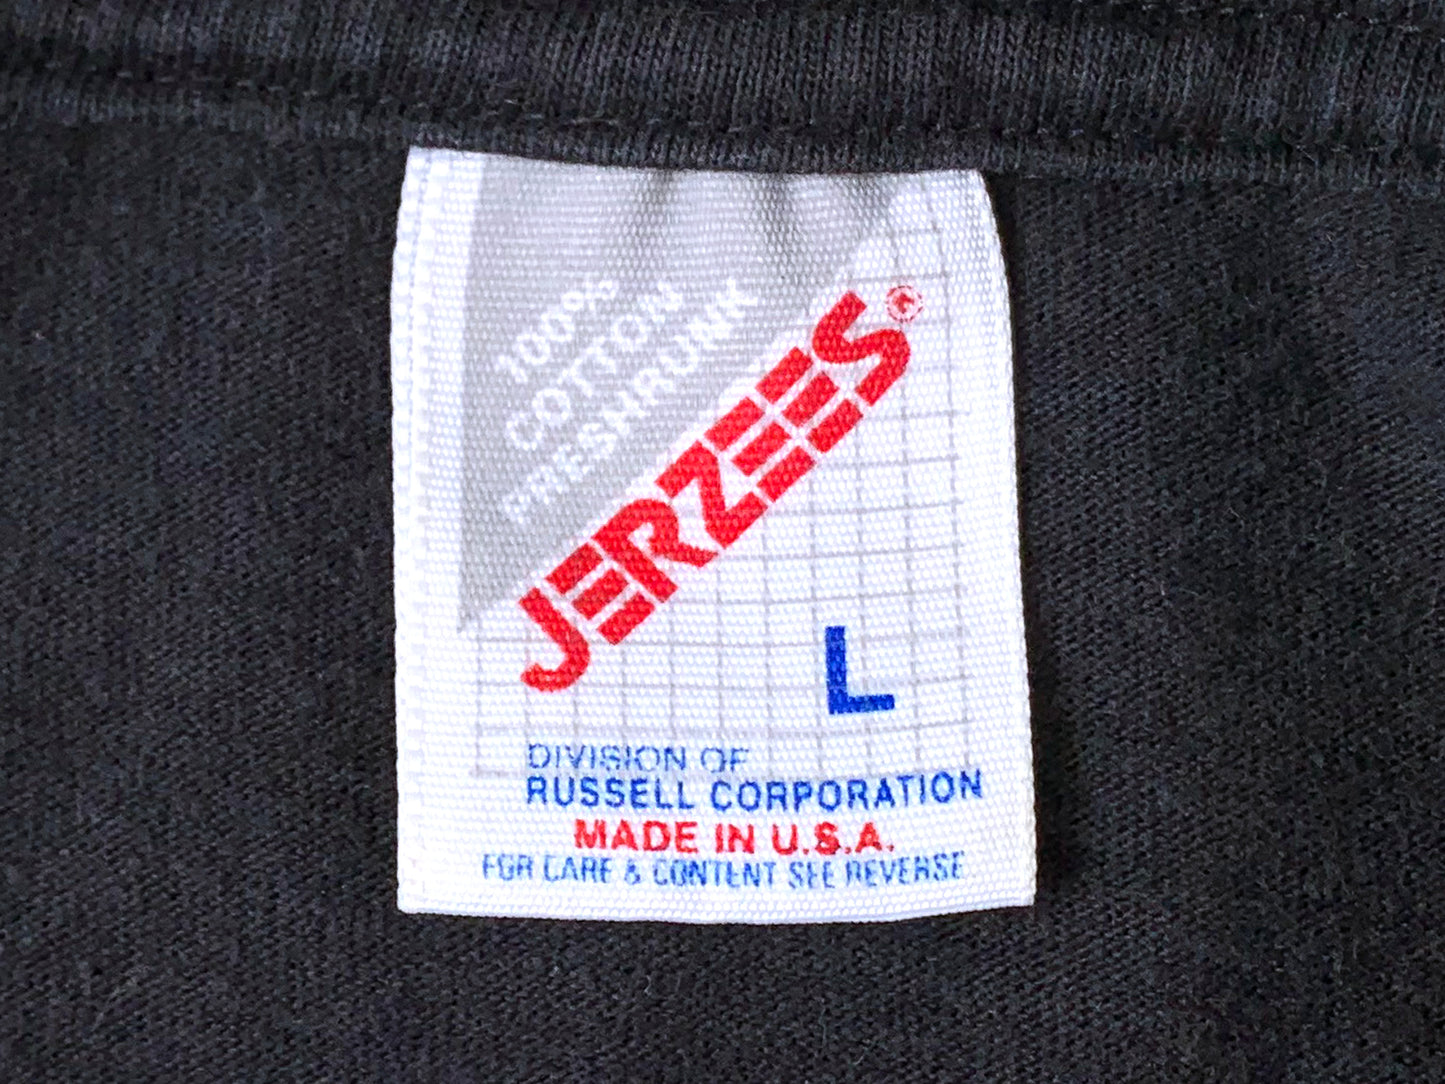 100%
COTTON
PRESHRUNK
JERZEES®
L
DIVISION OF
RUSSELL CORPORATION
MADE IN U.S.A.
FOR CARE & CONTENT SEE REVERSE